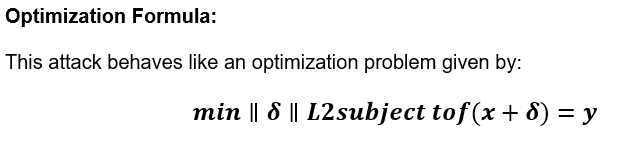 Optimization Formula:
This attack behaves like an optimization problem given by:
min ‖ δ ‖ L2subject tof(x + δ) = y